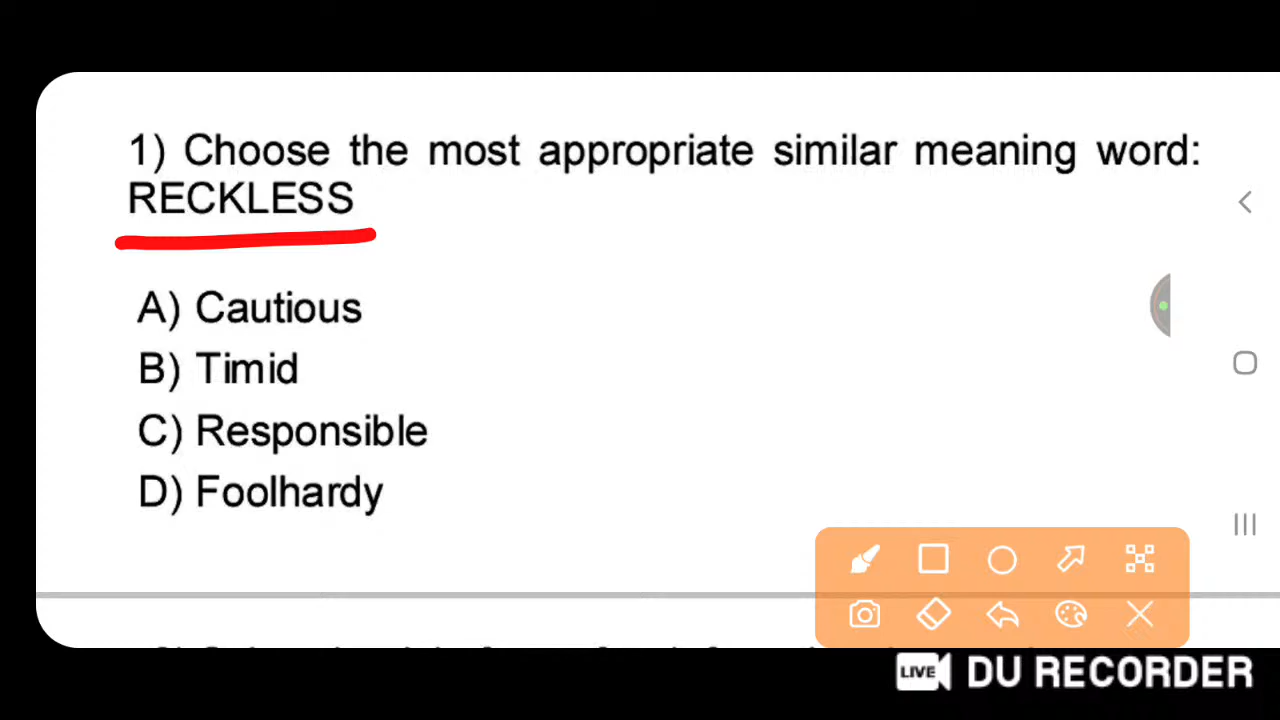 1) Choose the most appropriate similar meaning word:
RECKLESS
A) Cautious
B) Timid
C) Responsible
D) Foolhardy
LIVE DU RECORDER